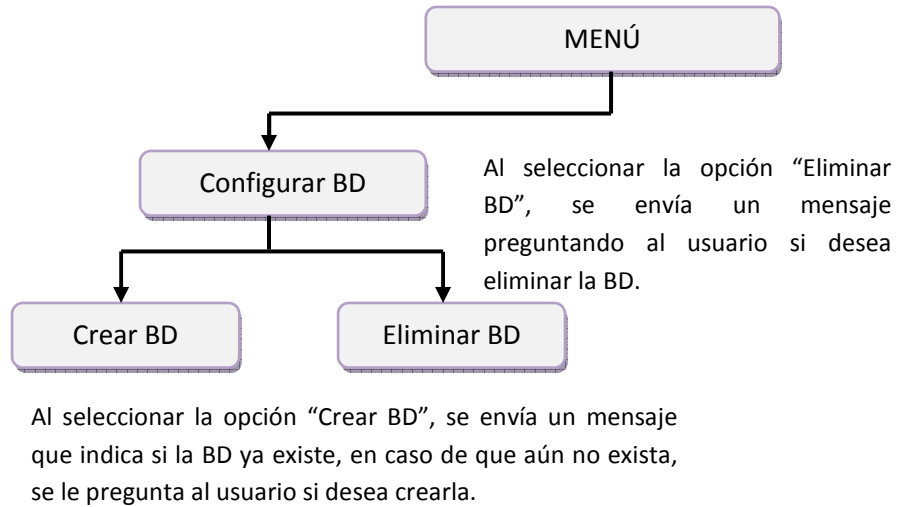 MENÚ
Configurar BD
Al seleccionar la opción “Eliminar
BD”, se envía un mensaje
preguntando al usuario si desea
eliminar la BD.
Crear BD
Eliminar BD
Al seleccionar la opción “Crear BD”, se envía un mensaje
que indica si la BD ya existe, en caso de que aún no exista,
se le pregunta al usuario si desea crearla.